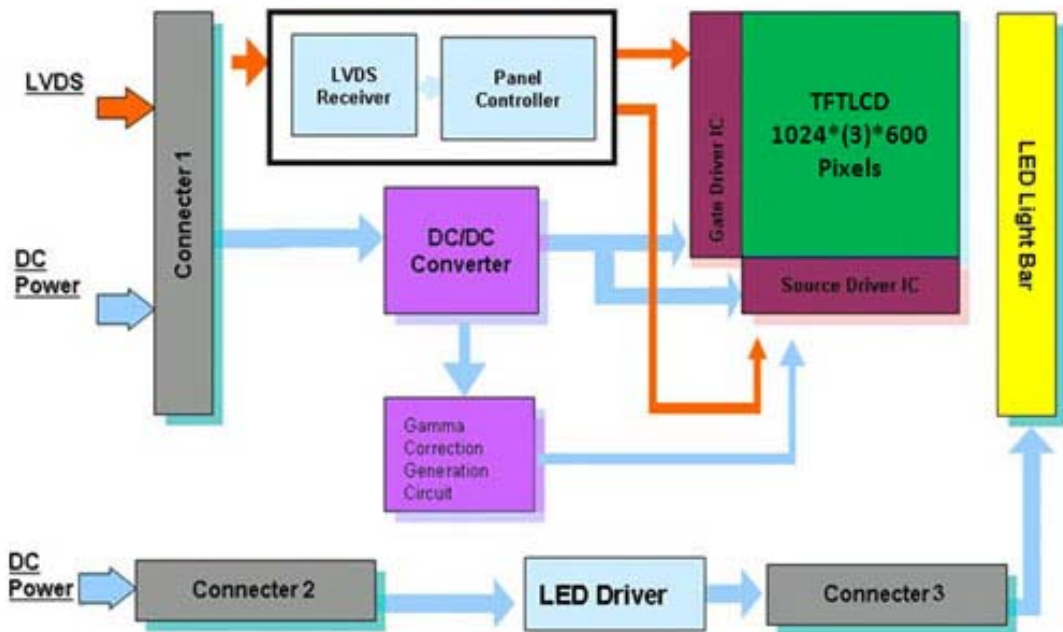 LVDS
DC
Power
Connecter 1
LVDS
Receiver
Panel
Controller
Gate Driver IC
TFTLCD
1024*(3)*600
Pixels
Source Driver IC
LED Light Bar
DC/DC
Converter
Gamma
Correction
Generation
Circuit
DC
Power
Connecter 2
LED Driver
Connecter 3